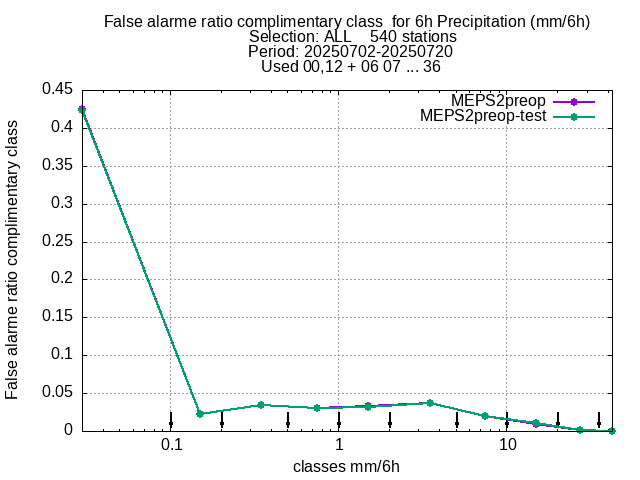 False alarme ratio complimentary class  for 6h Precipitation (mm/6h)
Selection: ALL    540 stations
Period: 20250702-20250720
Used 00,12 + 06 07 ... 36
MEPS2preop
MEPS2preop-test
False alarme ratio complimentary class
0.45
0.4
0.35
0.3
0.25
0.2
0.15
0.1
0.05
0
0.1
1
10
classes mm/6h